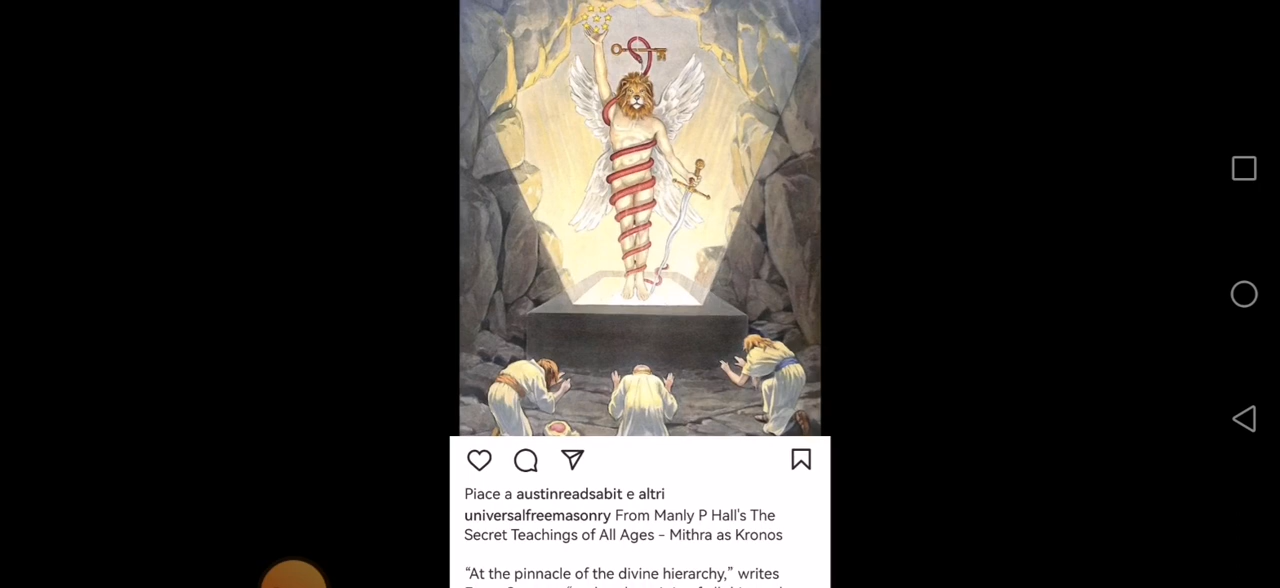 Piace a austinreadsabit e altri
universalfreemasonry From Manly P Hall's The
Secret Teachings of All Ages - Mithra as Kronos
“At the pinnacle of the divine hierarchy,” writes